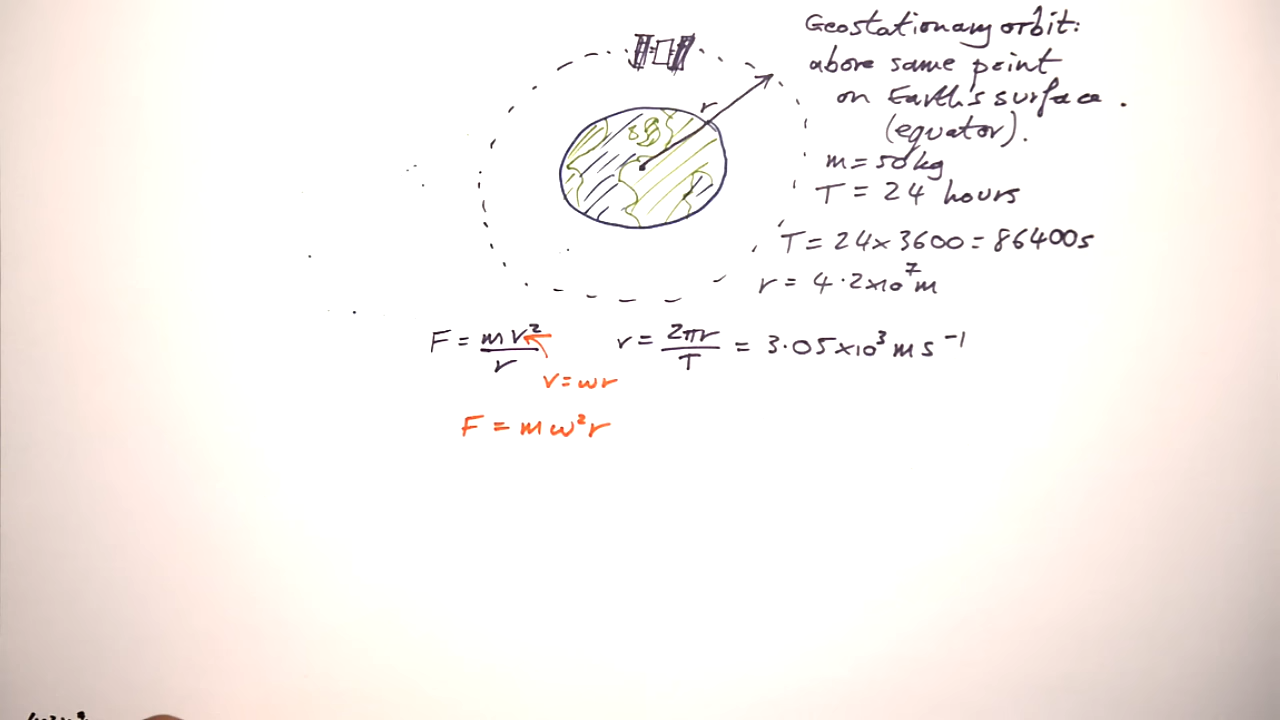 Geostationary orbit:
above same point
on Earth's surface.
(equator).
r
m = 50kg
T = 24 hours
T = 24 × 3600 = 86400s
r = 4.2×10⁷m
F = mv²/r
v = 2πr/T = 3.05×10³ m s⁻¹
v = ωr
F = mω²r